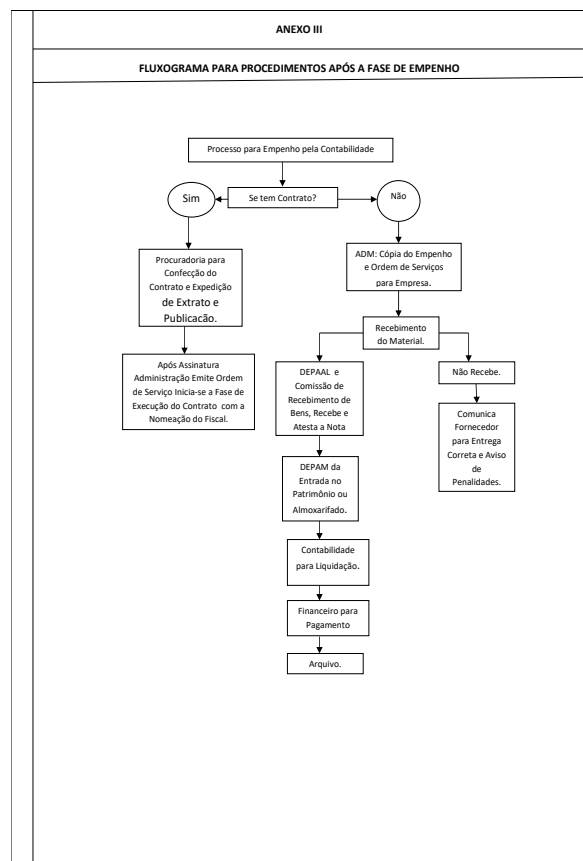 ANEXO III
FLUXOGRAMA PARA PROCEDIMENTOS APÓS A FASE DE EMPENHO
Processo para Empenho pela Contabilidade
Sim
Se tem Contrato?
Não
Procuradoria para
Confecção do
Contrato e Expedição
de Extrato e
Publicacão.
ADM: Cópia do Empenho
e Ordem de Serviços
para Empresa.
Recebimento
do Material.
Após Assinatura
Administração Emite Ordem
de Serviço Inicia-se a Fase de
Execução do Contrato com a
Nomeação do Fiscal.
DEPAAL e
Comissão de
Recebimento de
Bens, Recebe e
Atesta a Nota
Não Recebe.
Comunica
Fornecedor
para Entrega
Correta e Aviso
de
Penalidades.
DEPAM da
Entrada no
Patrimônio ou
Almoxarifado.
Contabilidade
para Liquidação.
Financeiro para
Pagamento
Arquivo.